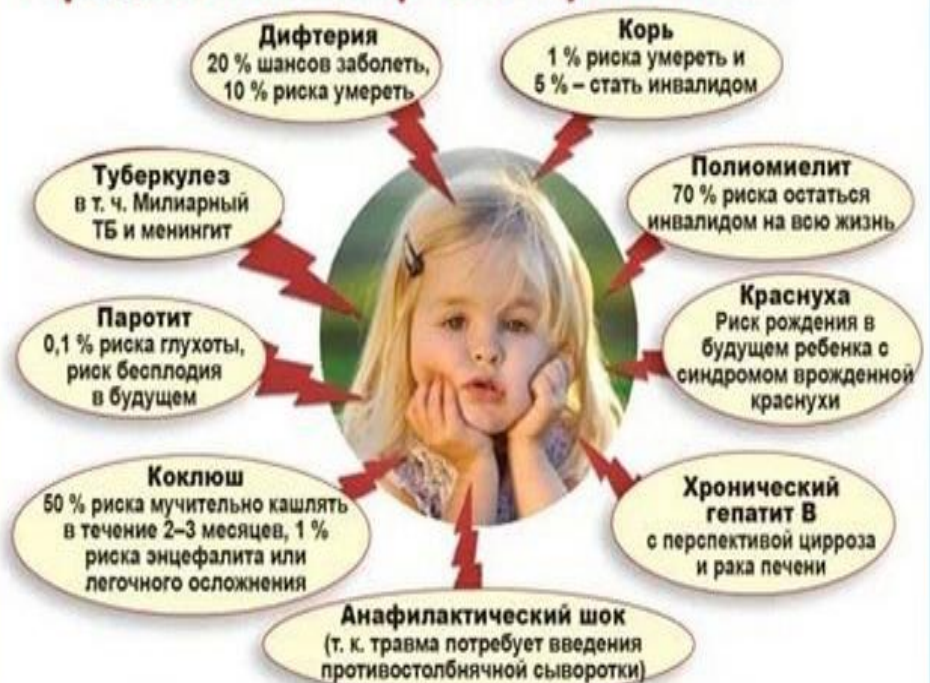 Дифтерия
20 % шансов заболеть,
10 % риска умереть
Корь
1 % риска умереть и
5 % – стать инвалидом
Туберкулез
в т. ч. Милиарный
ТБ и менингит
Полиомиелит
70 % риска остаться
инвалидом на всю жизнь
Паротит
0,1 % риска глухоты,
риск бесплодия
в будущем
Краснуха
Риск рождения в
будущем ребенка с
синдромом врожденной
краснухи
Коклюш
50 % риска мучительно кашлять
в течение 2–3 месяцев, 1 %
риска энцефалита или
легочного осложнения
Хронический
гепатит В
с перспективой цирроза
и рака печени
Анафилактический шок
(т. к. травма потребует введения
противостолбнячной сыворотки)